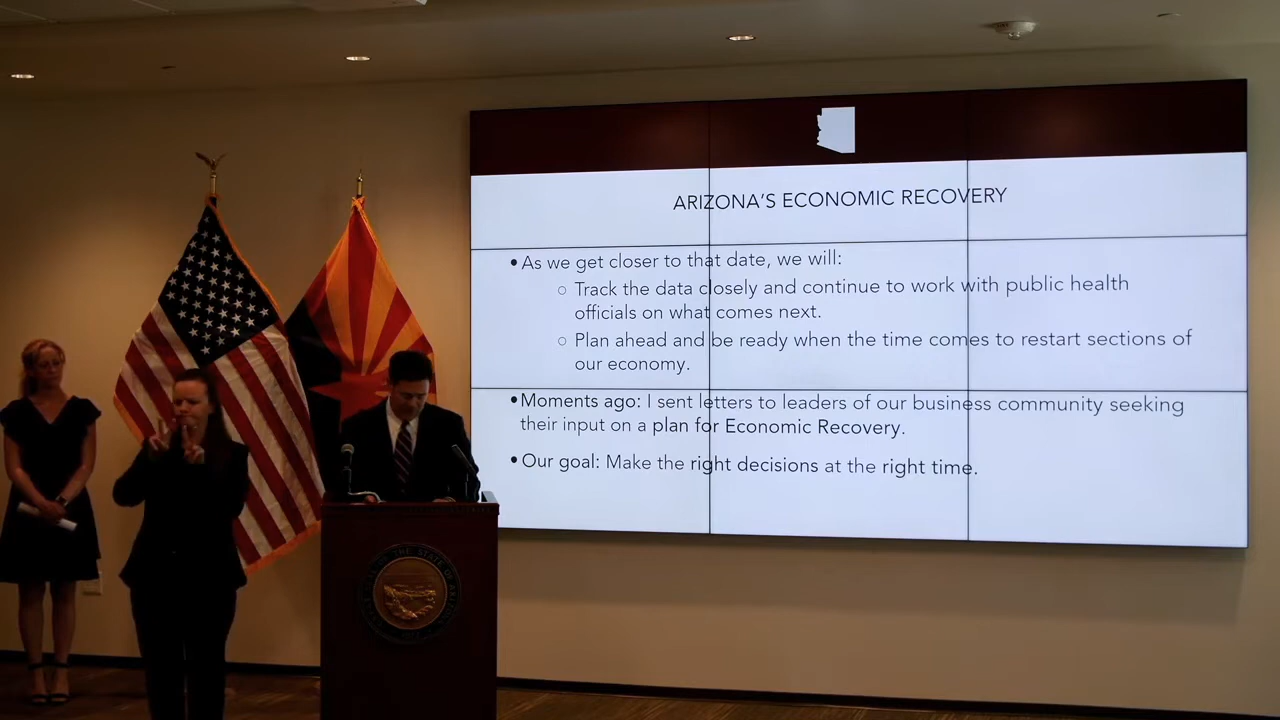 ARIZONA'S ECONOMIC RECOVERY
•As we get closer to that date, we will:
○ Track the data closely and continue to work with public health
officials on what comes next.
○ Plan ahead and be ready when the time comes to restart sections of
our economy.
•Moments ago: I sent letters to leaders of our business community seeking
their input on a plan for Economic Recovery.
•Our goal: Make the right decisions at the right time.